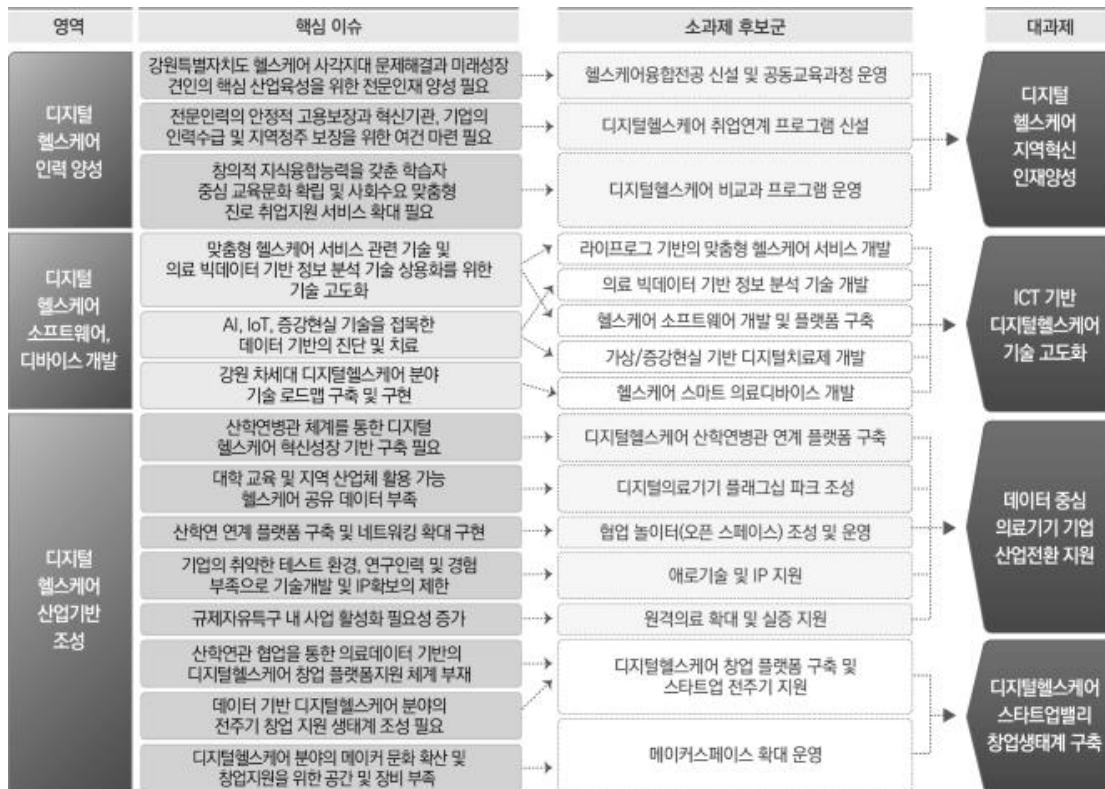 영역
핵심 이슈
소과제 후보군
대과제
디지털
헬스케어
인력 양성
강원특별자치도 헬스케어 사각지대 문제해결과 미래성장
견인의 핵심 산업육성을 위한 전문인재 양성 필요
전문인력의 안정적 고용보장과 혁신기관, 기업의
인력수급 및 지역정주 보장을 위한 여건 마련 필요
창의적 지식융합능력을 갖춘 학습자
중심 교육문화 확립 및 사회수요 맞춤형
진로 취업지원 서비스 확대 필요
헬스케어융합전공 신설 및 공동교육과정 운영
디지털헬스케어 취업연계 프로그램 신설
디지털헬스케어 비교과 프로그램 운영
디지털
헬스케어
지역혁신
인재양성
디지털
헬스케어
소프트웨어,
디바이스 개발
맞춤형 헬스케어 서비스 관련 기술 및
의료 빅데이터 기반 정보 분석 기술 상용화를 위한
기술 고도화
AI, IoT, 증강현실 기술을 접목한
데이터 기반의 진단 및 치료
강원 차세대 디지털헬스케어 분야
기술 로드맵 구축 및 구현
라이프로그 기반의 맞춤형 헬스케어 서비스 개발
의료 빅데이터 기반 정보 분석 기술 개발
헬스케어 소프트웨어 개발 및 플랫폼 구축
가상/증강현실 기반 디지털치료제 개발
헬스케어 스마트 의료디바이스 개발
ICT 기반
디지털헬스케어
기술 고도화
디지털
헬스케어
산업기반
조성
산학연병관 체계를 통한 디지털
헬스케어 혁신성장 기반 구축 필요
대학 교육 및 지역 산업체 활용 가능
헬스케어 공유 데이터 부족
산학연 연계 플랫폼 구축 및 네트워킹 확대 구현
기업의 취약한 테스트 환경, 연구인력 및 경험
부족으로 기술개발 및 IP확보의 제한
규제자유특구 내 사업 활성화 필요성 증가
산학연관 협업을 통한 의료데이터 기반의
디지털헬스케어 창업 플랫폼지원 체계 부재
데이터 기반 디지털헬스케어 분야의
전주기 창업 지원 생태계 조성 필요
디지털헬스케어 분야의 메이커 문화 확산 및
창업지원을 위한 공간 및 장비 부족
디지털헬스케어 산학연병관 연계 플랫폼 구축
디지털의료기기 플래그십 파크 조성
협업 놀이터(오픈 스페이스) 조성 및 운영
애로기술 및 IP 지원
원격의료 확대 및 실증 지원
디지털헬스케어 창업 플랫폼 구축 및
스타트업 전주기 지원
메이커스페이스 확대 운영
데이터 중심
의료기기 기업
산업전환 지원
디지털헬스케어
스타트업밸리
창업생태계 구축